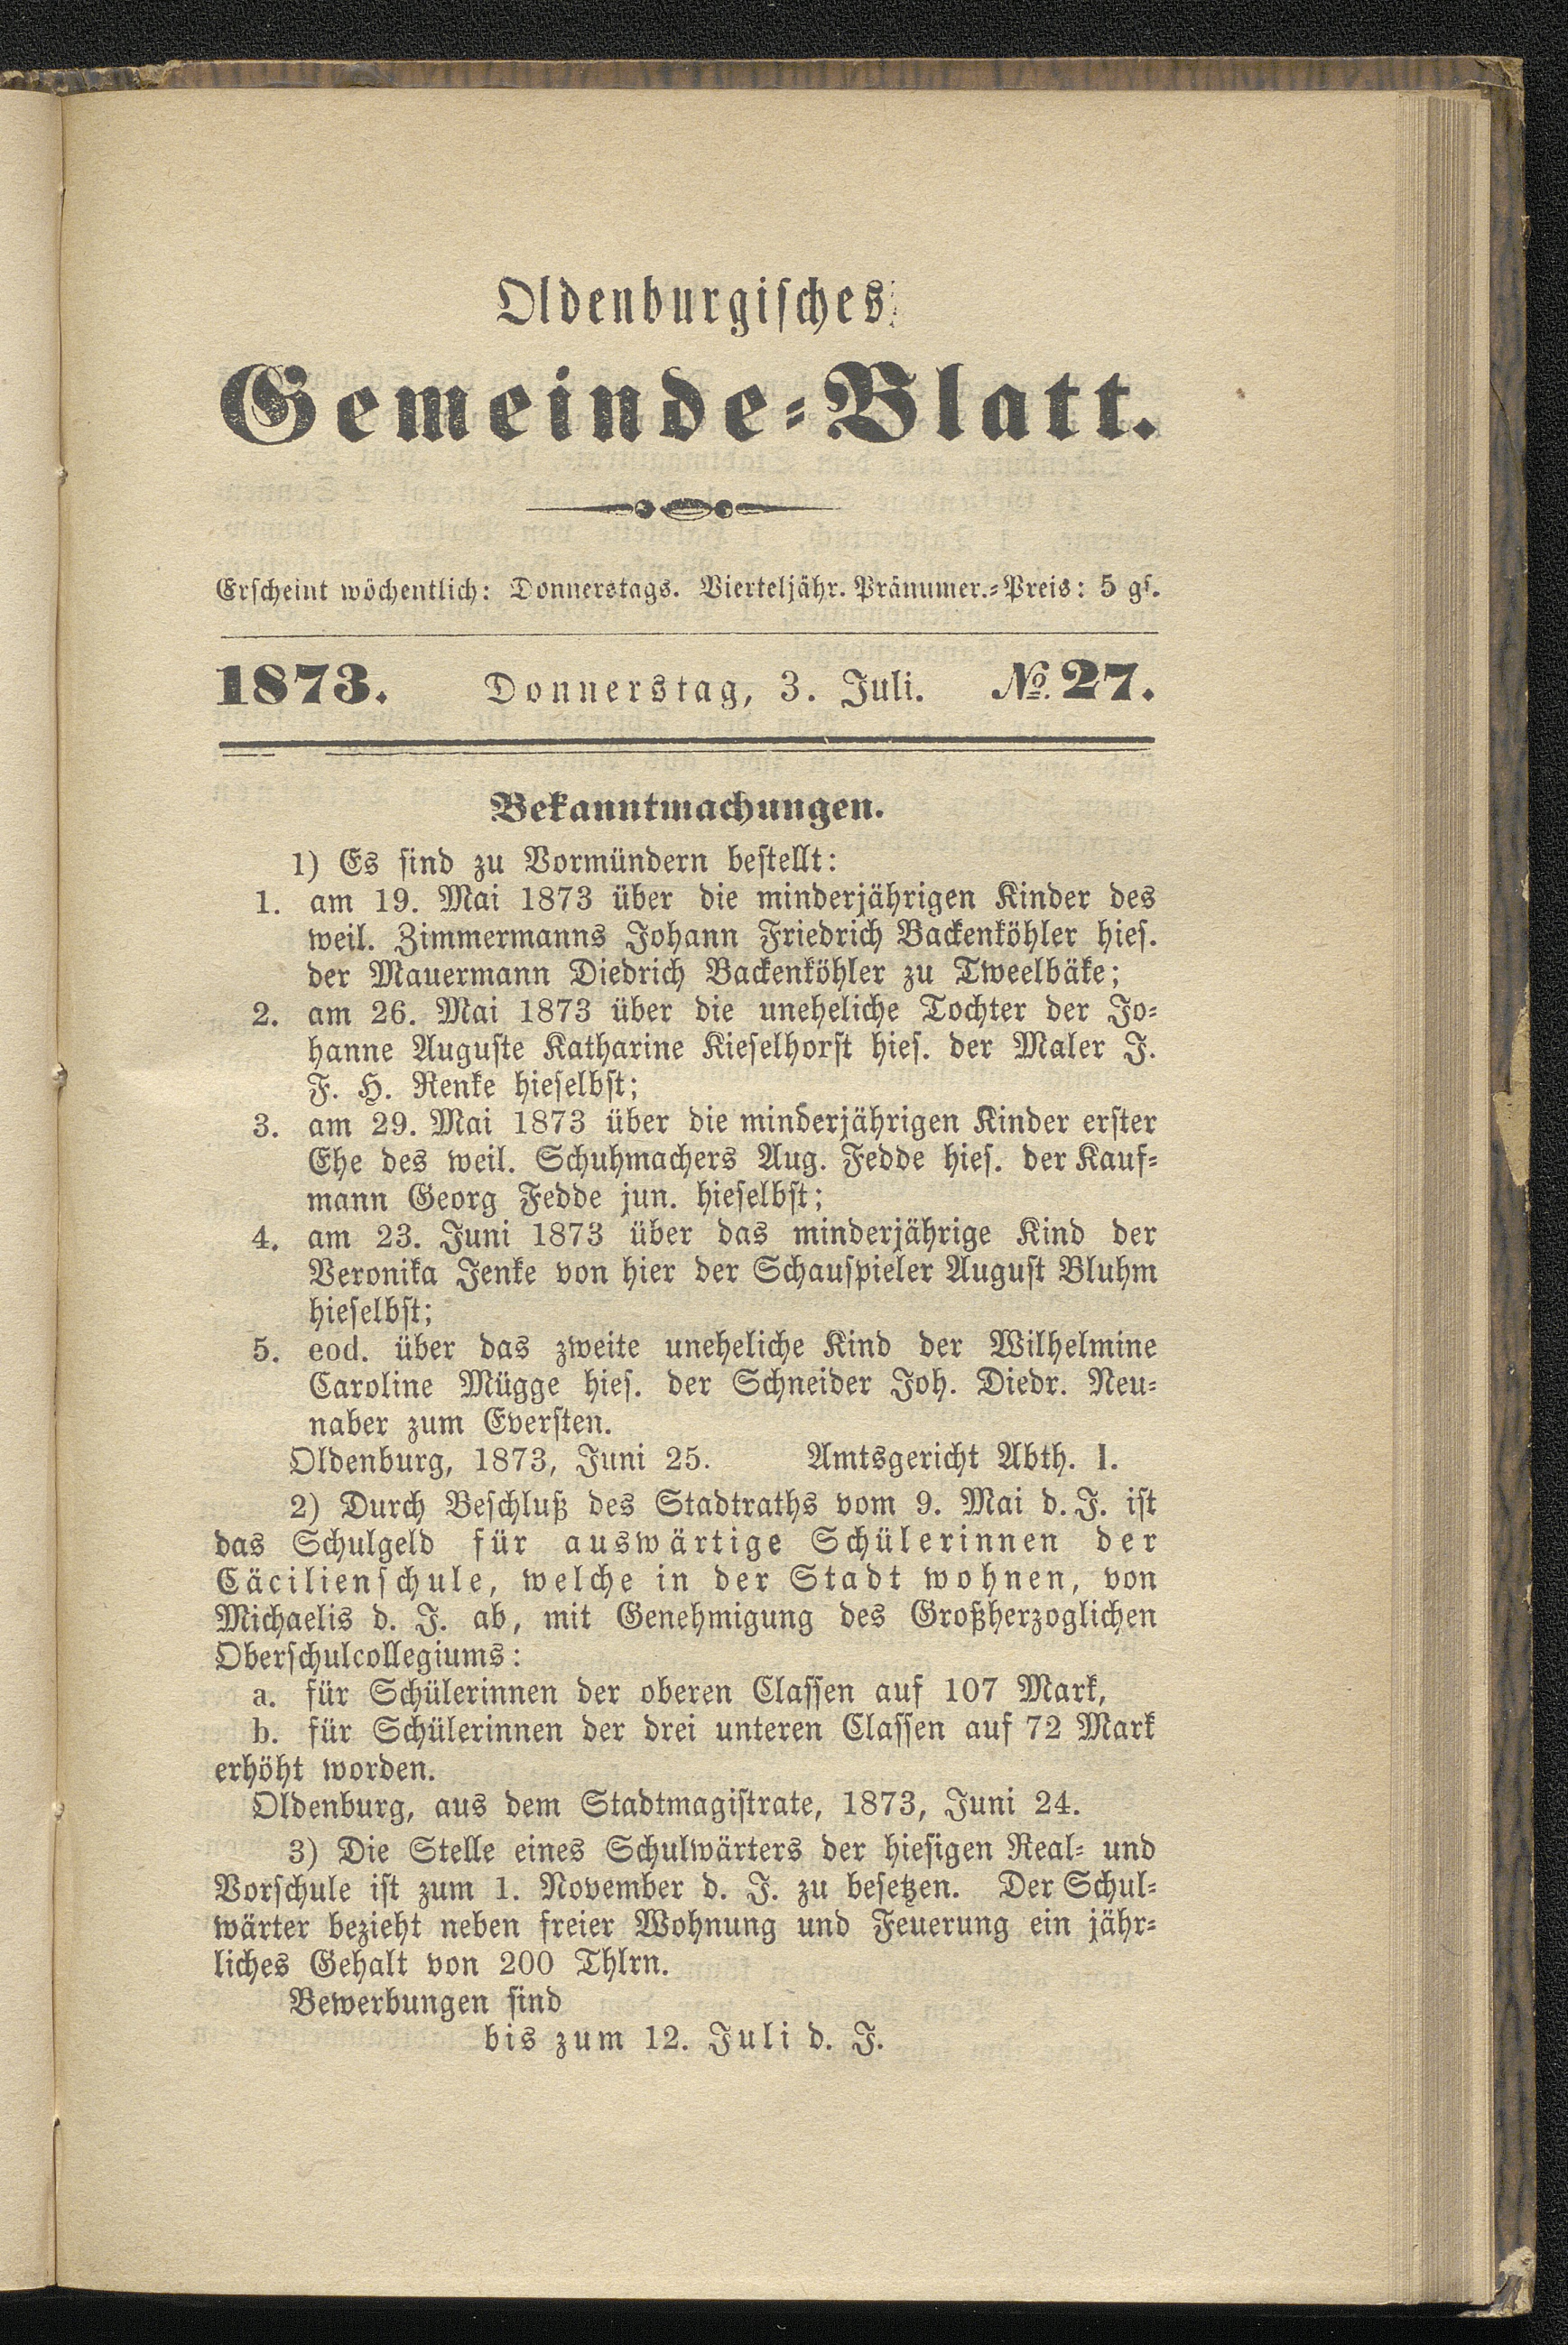 Oldenburgisches
Gemeinde-Blatt.
Erscheint wöchentlich: Donnerstags. Vierteljähr. Pränumer.-Preis: 5 gſ.
1873. Donnerstag, 3. Juli. № 27.
Bekanntmachungen.
1) Es ſind zu Vormündern beſtellt:
1. am 19. Mai 1873 über die minderjährigen Kinder des
weil. Zimmermanns Johann Friedrich Backenköhler hieſ.
der Mauermann Diedrich Backenköhler zu Tweelbäke;
2. am 26. Mai 1873 über die uneheliche Tochter der Jo-
hanne Auguſte Katharine Kieſelhorſt hieſ. der Maler J.
F. H. Renke hieſelbſt;
3. am 29. Mai 1873 über die minderjährigen Kinder erſter
Ehe des weil. Schuhmachers Aug. Fedde hieſ. der Kauf-
mann Georg Fedde jun. hieſelbſt;
4. am 23. Juni 1873 über das minderjährige Kind der
Veronika Jenke von hier der Schauſpieler Auguſt Bluhm
hieſelbſt;
5. eod. über das zweite uneheliche Kind der Wilhelmine
Caroline Mügge hieſ. der Schneider Joh. Diedr. Neu-
naber zum Everſten.
Oldenburg, 1873, Juni 25. Amtsgericht Abth. I.
2) Durch Beſchluß des Stadtraths vom 9. Mai d. J. iſt
das Schulgeld für auswärtige Schülerinnen der
Cäcilienſchule, welche in der Stadt wohnen, von
Michaelis d. J. ab, mit Genehmigung des Großherzoglichen
Oberſchulcollegiums:
a. für Schülerinnen der oberen Claſſen auf 107 Mark,
b. für Schülerinnen der drei unteren Claſſen auf 72 Mark
erhöht worden.
Oldenburg, aus dem Stadtmagiſtrate, 1873, Juni 24.
3) Die Stelle eines Schulwärters der hieſigen Real- und
Vorſchule iſt zum 1. November d. J. zu beſetzen. Der Schul-
wärter bezieht neben freier Wohnung und Feuerung ein jähr-
liches Gehalt von 200 Thlrn.
Bewerbungen ſind
bis zum 12. Juli d. J.